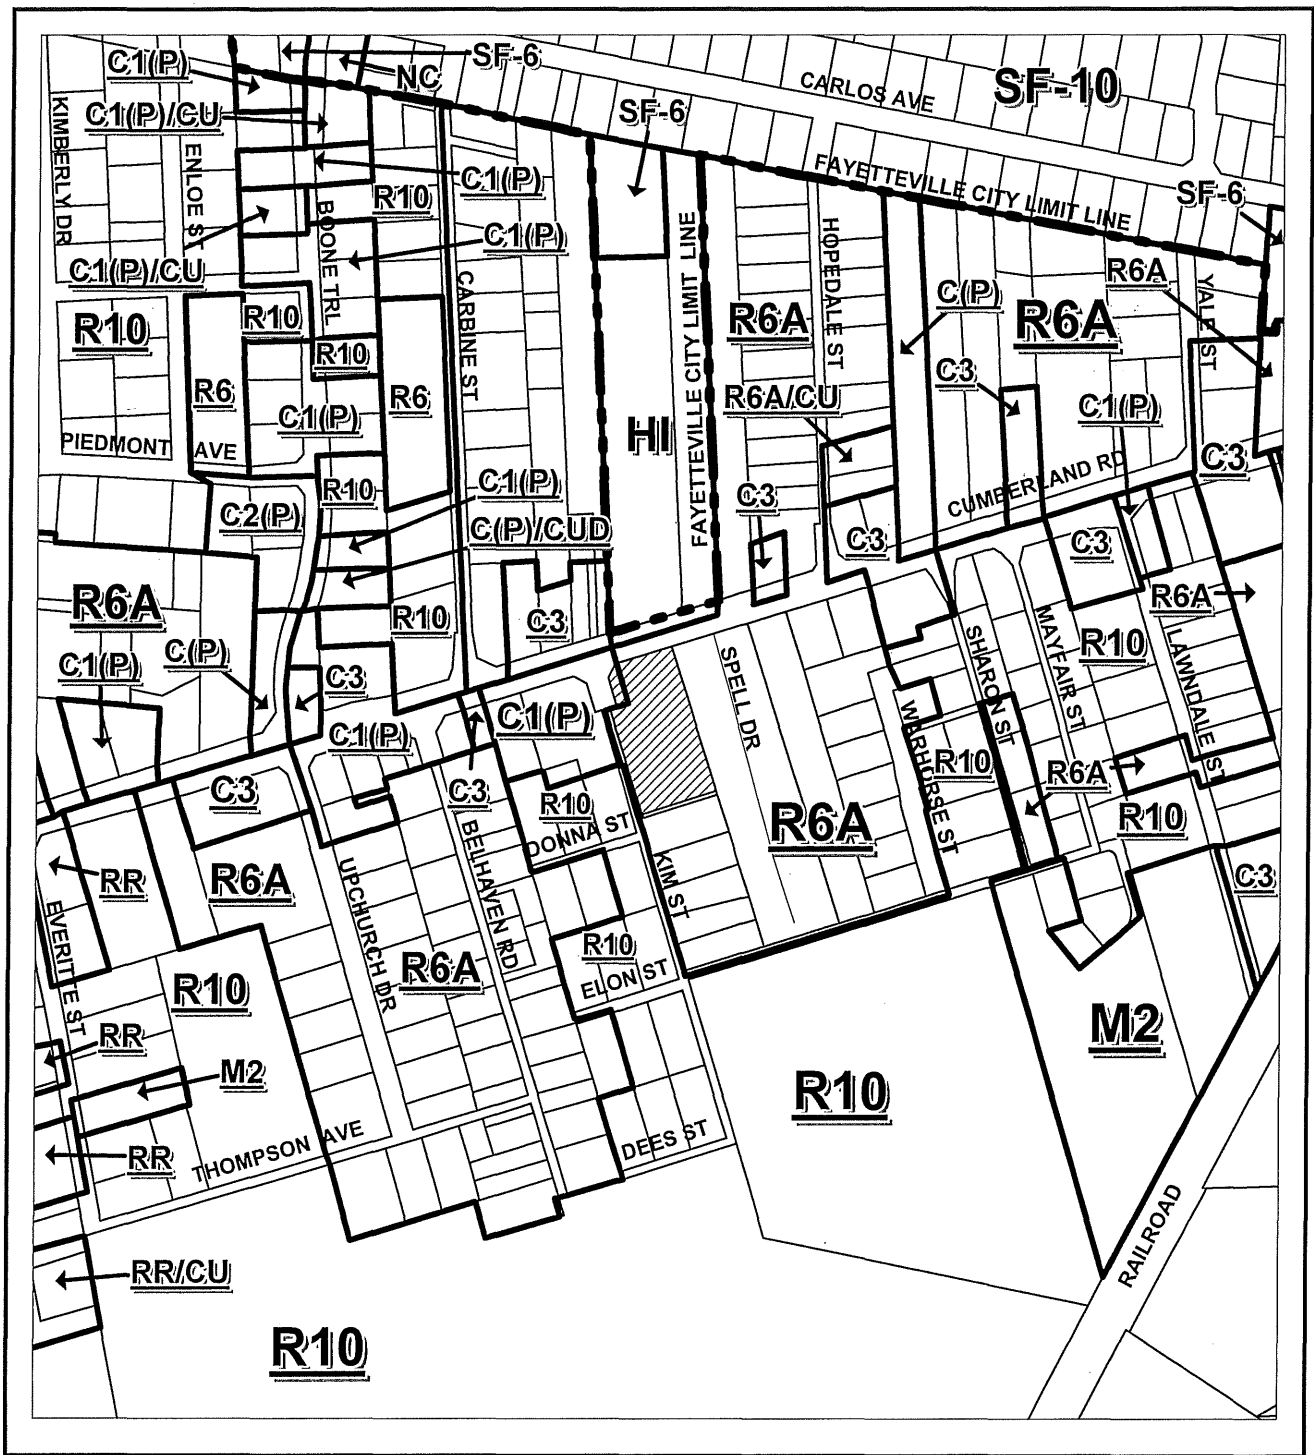 SF-6
C1(P)
NC
CARLOS AVE
SF-10
KIMBERLY DR
C1(P)/CU
SF-6
ENLOE ST
C1(P)
R10
FAYETTEVILLE CITY LIMIT LINE
SF-6
BOONE TRL
C1(P)
C1(P)/CU
FAYETTEVILLE CITY LIMIT LINE
HOPEDALE ST
R6A
YALE ST
CARBINE ST
C(P)
R10
R10
R6A
R6A
R10
C3
R6
R6
R6A/CU
C1(P)
C1(P)
HI
PIEDMONT AVE
C3
CUMBERLAND RD
R10
C1(P)
C3
C2(P)
C(P)/CUD
C3
C3
R6A
R6A
R10
C3
MAYFAIR ST
SHARON ST
R10
LAWNDALE ST
C1(P)
C(P)
C3
SPELL DR
C1(P)
C1(P)
WARHORSE ST
R10
R6A
C3
C3
R10
R6A
R10
DONNA ST
BELHAVEN RD
KIM ST
UPCHURCH DR
RR
R6A
C3
EVERITTE ST
R10
R6A
ELON ST
R10
M2
RR
M2
R10
THOMPSON AVE
DEES ST
RR
RAILROAD
RR/CU
R10